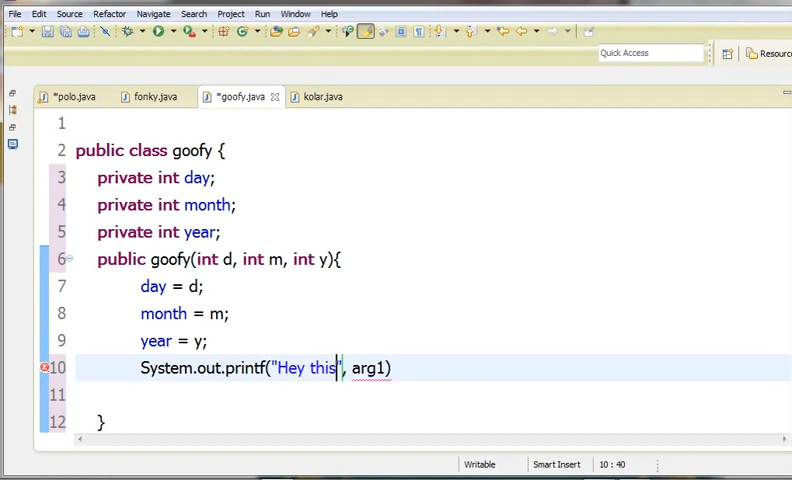 File Edit Source Refactor Navigate Search Project Run Window Help
Quick Access
Resourc
*polo.java fonky.java *goofy.java kolar.java
1
2 public class goofy {
3 private int day;
4 private int month;
5 private int year;
6 public goofy(int d, int m, int y){
7 day = d;
8 month = m;
9 year = y;
10 System.out.printf("Hey this", arg1)
11
12 }
Writable Smart Insert 10 : 40